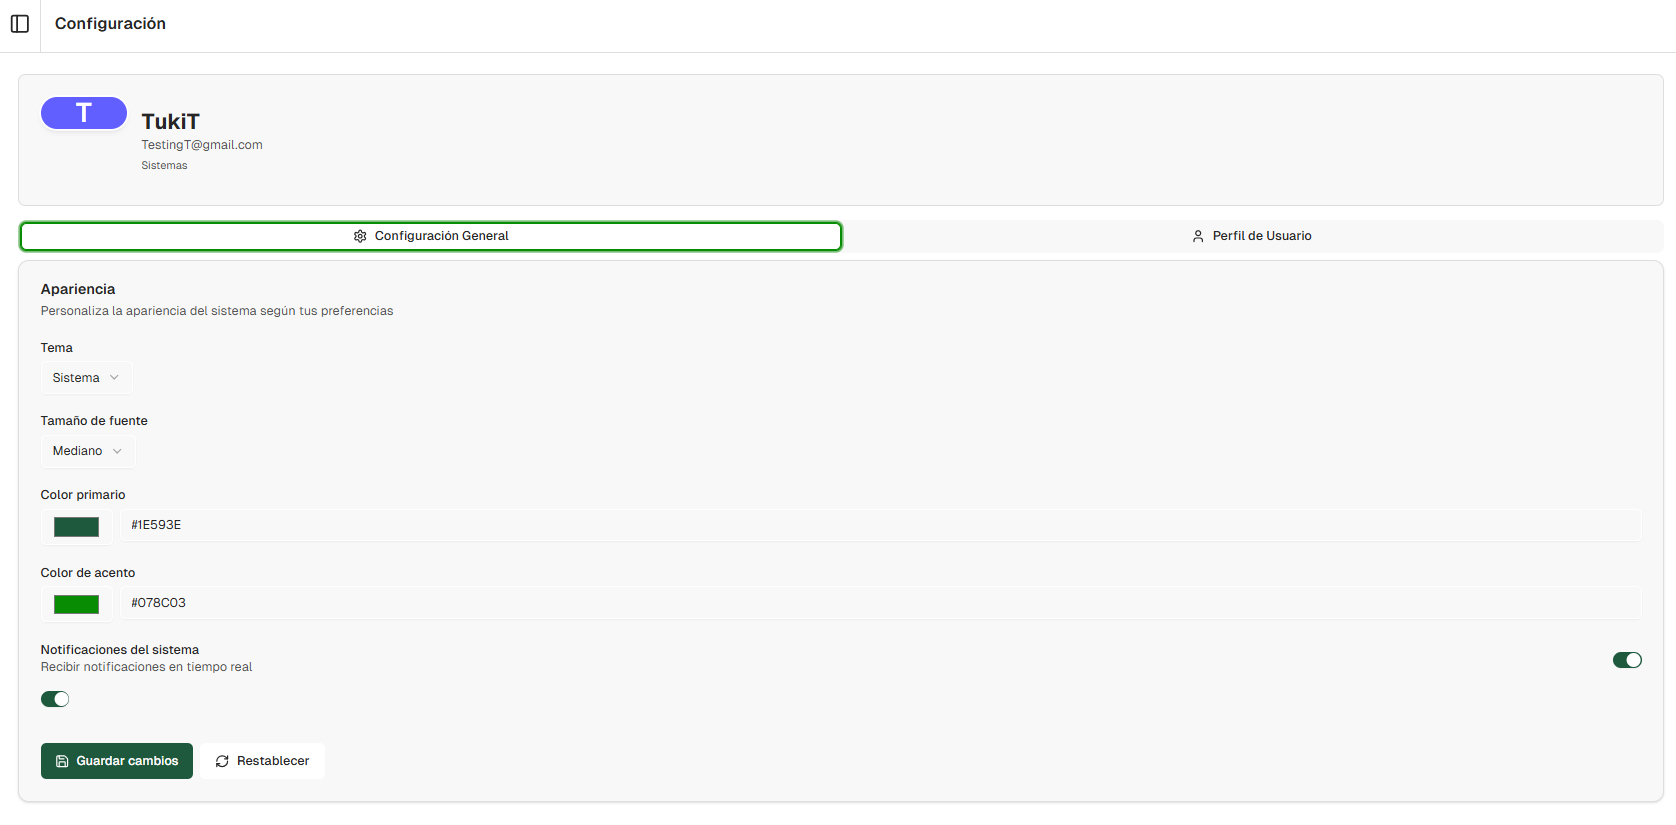 Configuración
T
TukiT
TestingT@gmail.com
Sistemas
Configuración General
Perfil de Usuario
Apariencia
Personaliza la apariencia del sistema según tus preferencias
Tema
Sistema
Tamaño de fuente
Mediano
Color primario
#1E593E
Color de acento
#078C03
Notificaciones del sistema
Recibir notificaciones en tiempo real
Guardar cambios
Restablecer